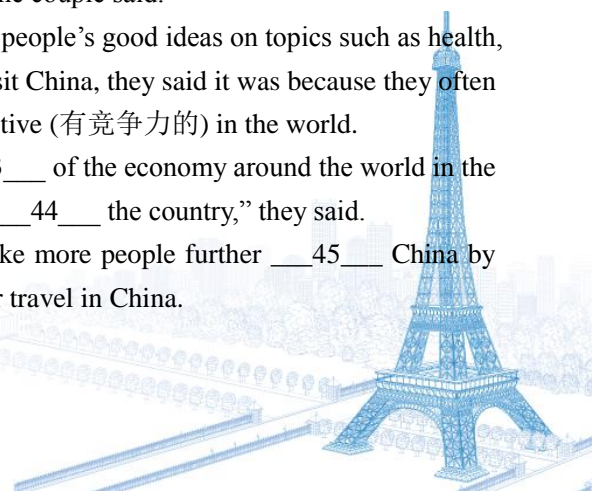 couple said.
people's good ideas on topics such as health,
sit China, they said it was because they often
tive (有竞争力的) in the world.
___ of the economy around the world in the
___44___ the country,” they said.
ke more people further ___45___ China by
travel in China.